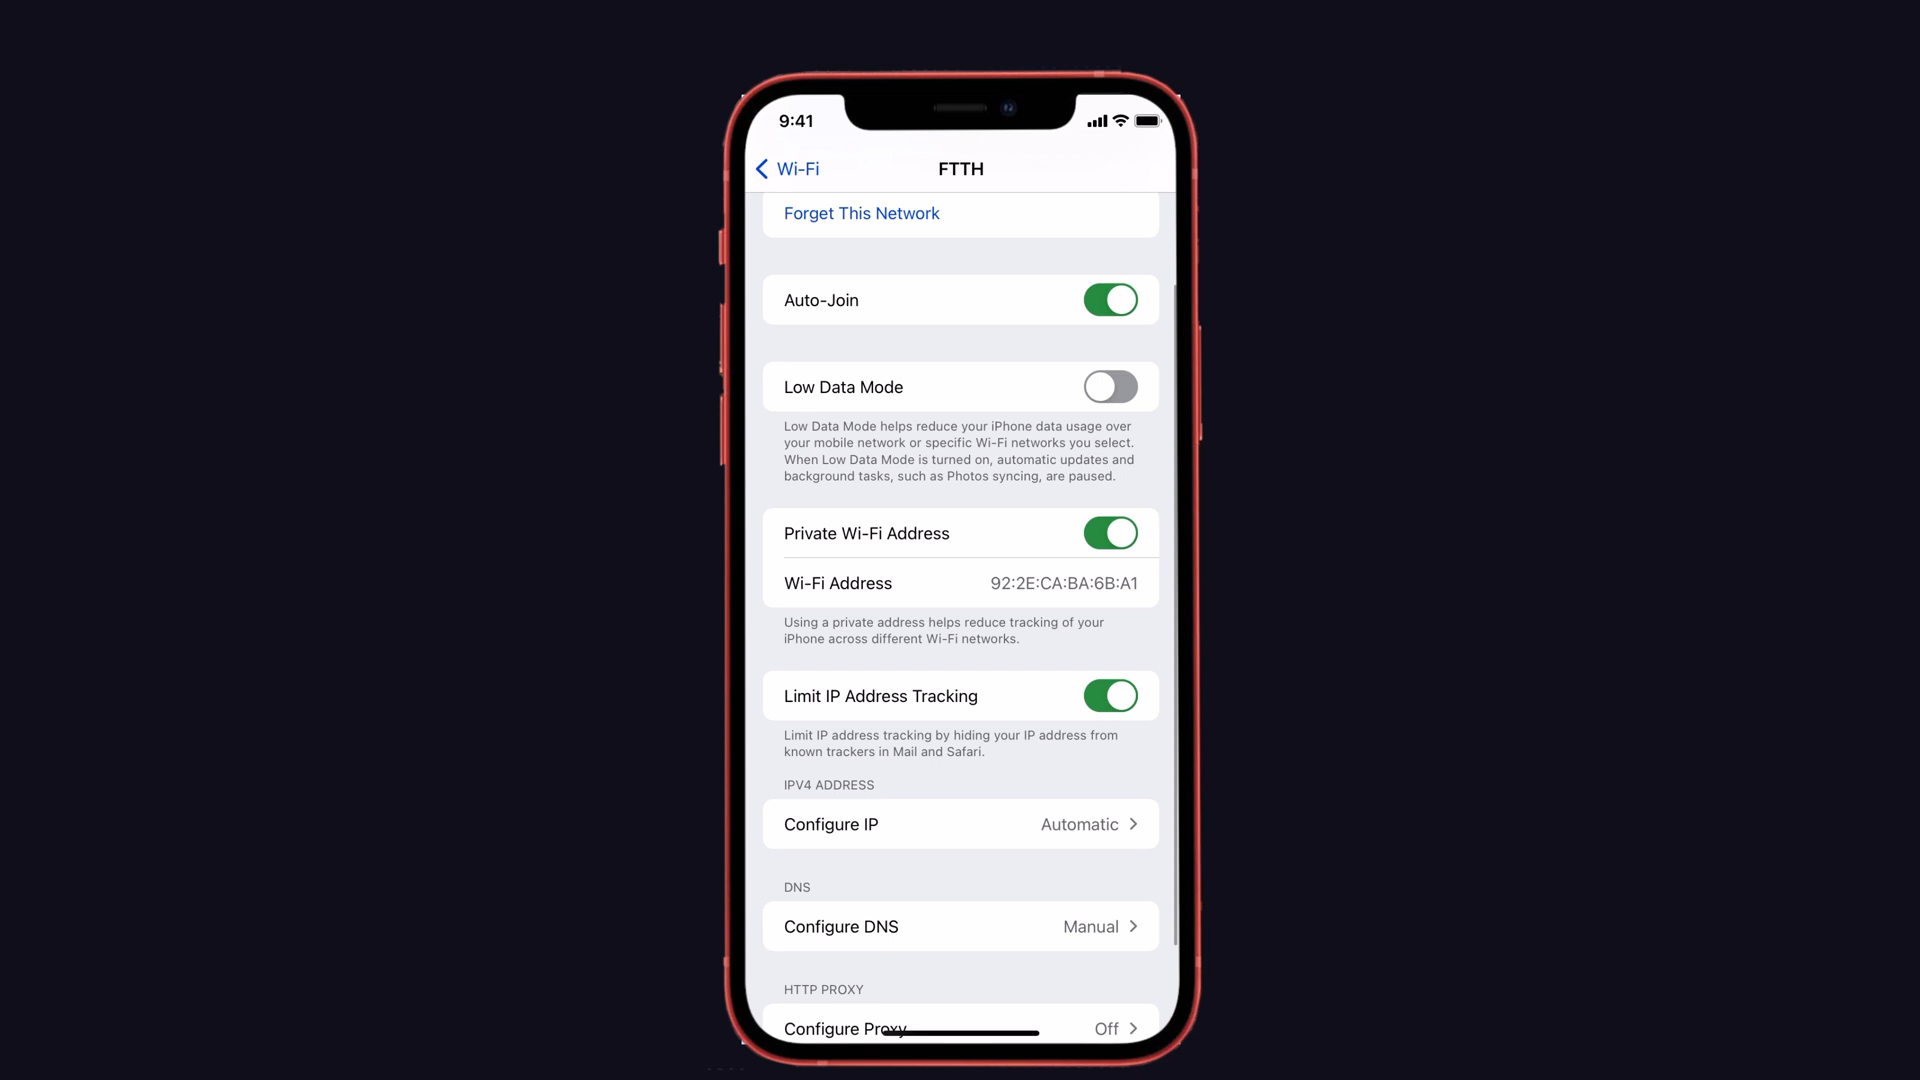 9:41
Wi-Fi
FTTH
Forget This Network
Auto-Join
Low Data Mode
Low Data Mode helps reduce your iPhone data usage over
your mobile network or specific Wi-Fi networks you select.
When Low Data Mode is turned on, automatic updates and
background tasks, such as Photos syncing, are paused.
Private Wi-Fi Address
Wi-Fi Address 92:2E:CA:BA:6B:A1
Using a private address helps reduce tracking of your
iPhone across different Wi-Fi networks.
Limit IP Address Tracking
Limit IP address tracking by hiding your IP address from
known trackers in Mail and Safari.
IPV4 ADDRESS
Configure IP Automatic
DNS
Configure DNS Manual
HTTP PROXY
Configure Proxy Off